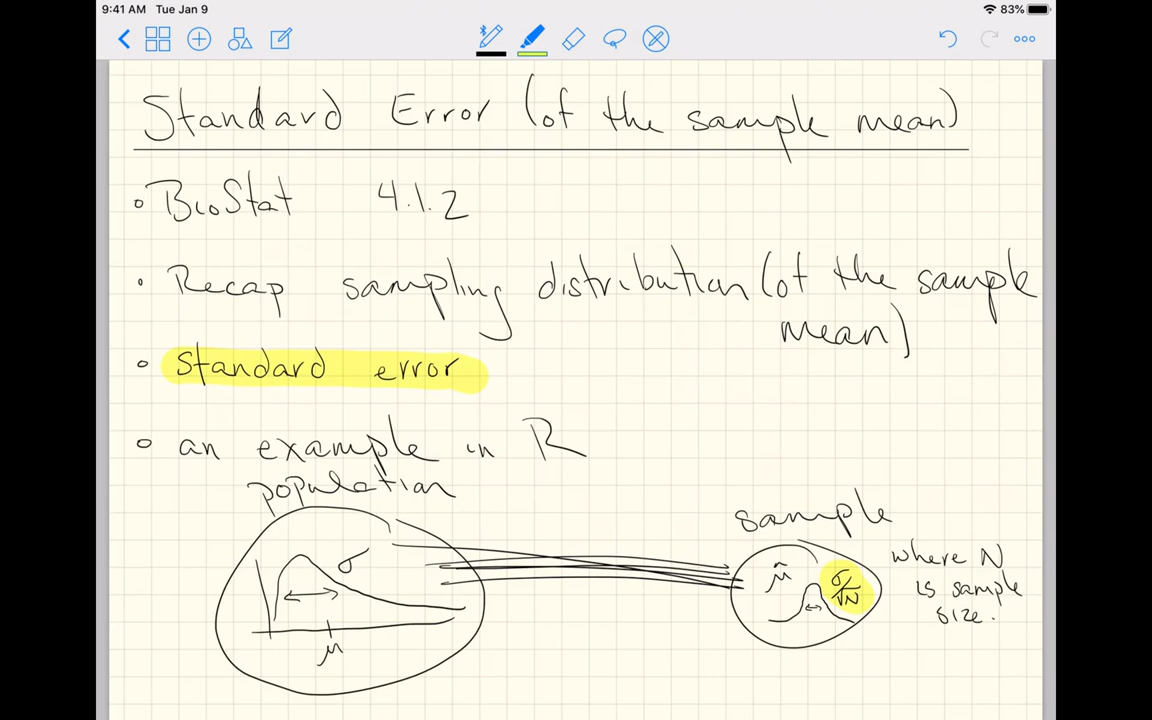 9:41 AM Tue Jan 9 83%
Standard Error (of the sample mean)
BioStat 4.1.2
Recap sampling distribution (of the sample
mean)
Standard error
an example in R
population
sample
σ
μ
μ̂
σ/√N
where N
is sample
size.